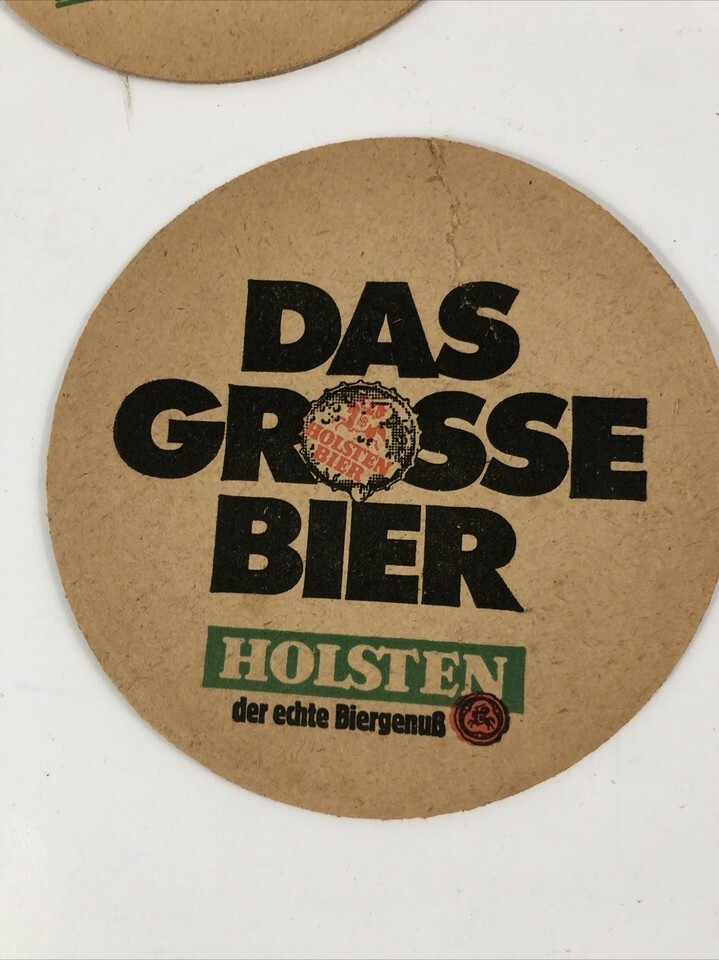 DAS
GROSSE
HOLSTEN
BIER
BIER
HOLSTEN
der echte Biergenuß